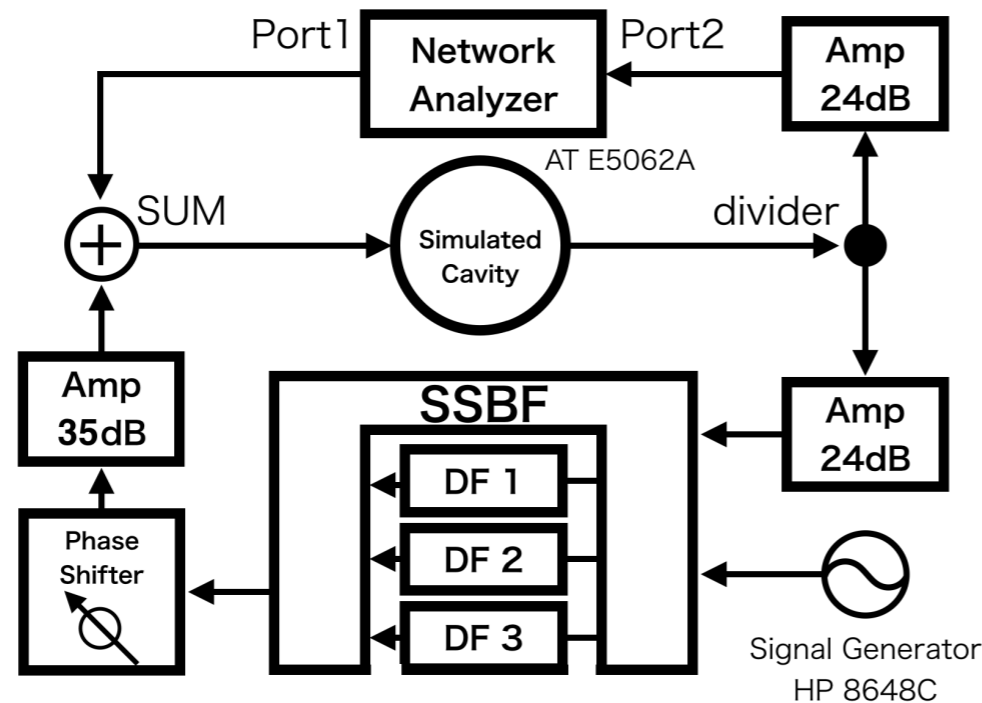 Port1
Network
Analyzer
Port2
Amp
24dB
AT E5062A
SUM
Simulated
Cavity
divider
Amp
35dB
SSBF
DF 1
DF 2
DF 3
Amp
24dB
Phase
Shifter
Signal Generator
HP 8648C